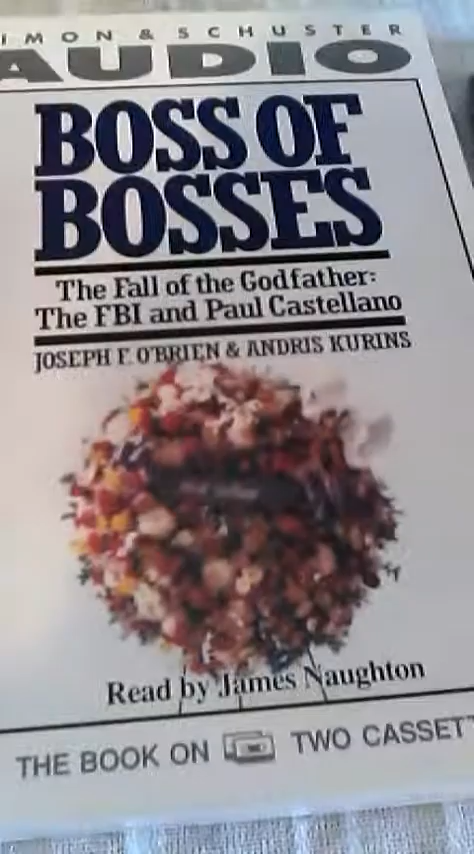 IMON & SCHUSTER
AUDIO
BOSS OF
BOSSES
The Fall of the Godfather:
The FBI and Paul Castellano
JOSEPH F. O'BRIEN & ANDRIS KURINS
Read by James Naughton
THE BOOK ON TWO CASSET